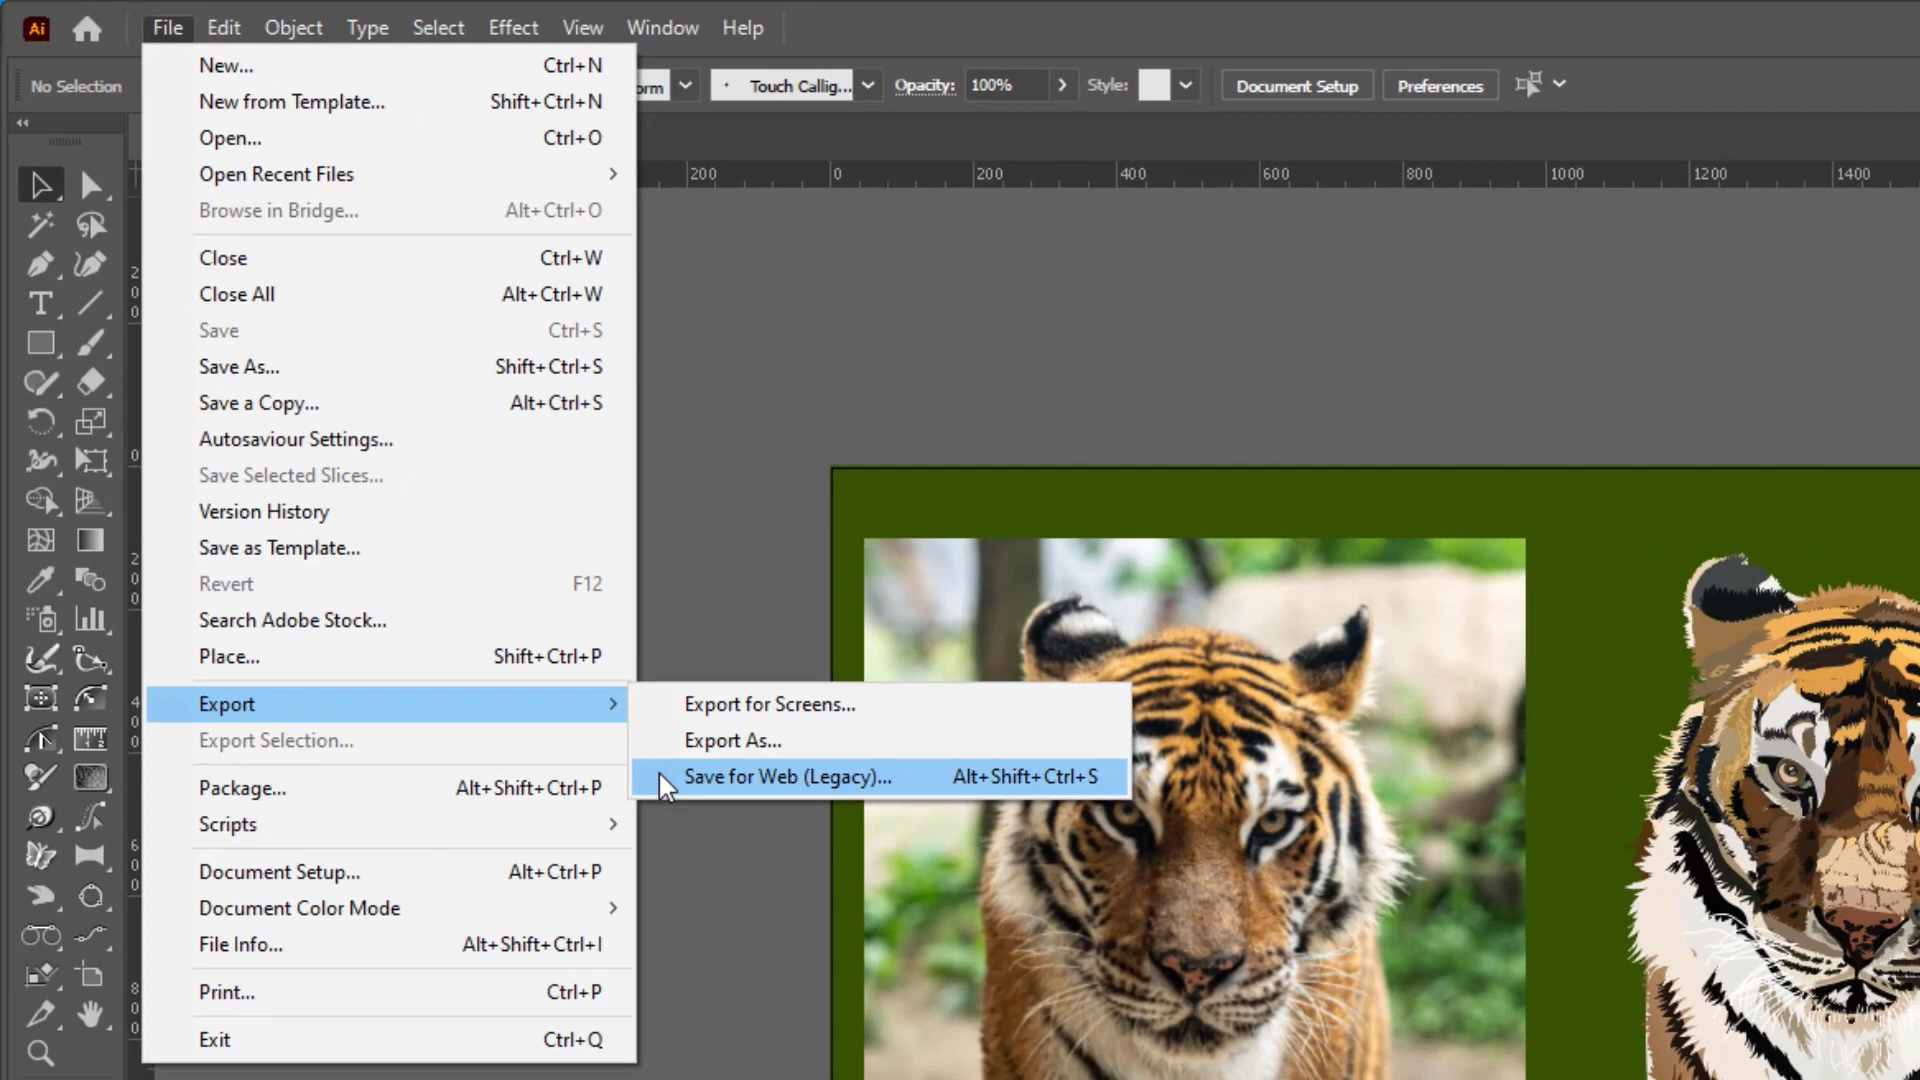 Ai File Edit Object Type Select Effect View Window Help
No Selection orm Touch Callig... Opacity: 100% Style: Document Setup Preferences
New... Ctrl+N
New from Template... Shift+Ctrl+N
Open... Ctrl+O
Open Recent Files
Browse in Bridge... Alt+Ctrl+O
Close Ctrl+W
Close All Alt+Ctrl+W
Save Ctrl+S
Save As... Shift+Ctrl+S
Save a Copy... Alt+Ctrl+S
Autosaviour Settings...
Save Selected Slices...
Version History
Save as Template...
Revert F12
Search Adobe Stock...
Place... Shift+Ctrl+P
Export
Export Selection...
Package... Alt+Shift+Ctrl+P
Scripts
Document Setup... Alt+Ctrl+P
Document Color Mode
File Info... Alt+Shift+Ctrl+I
Print... Ctrl+P
Exit Ctrl+Q
Export for Screens...
Export As...
Save for Web (Legacy)... Alt+Shift+Ctrl+S
200 0 200 400 600 800 1000 1200 1400
200
0
200
400
600
800